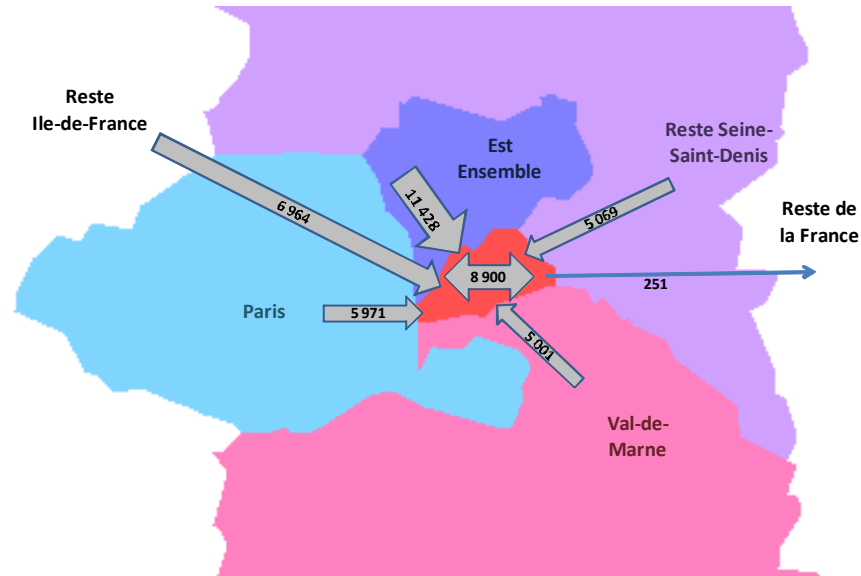 Reste
Ile-de-France
Est
Ensemble
Reste Seine-
Saint-Denis
Reste de
la France
6 964
11 428
5 069
8 900
251
Paris
5 971
5 001
Val-de-
Marne